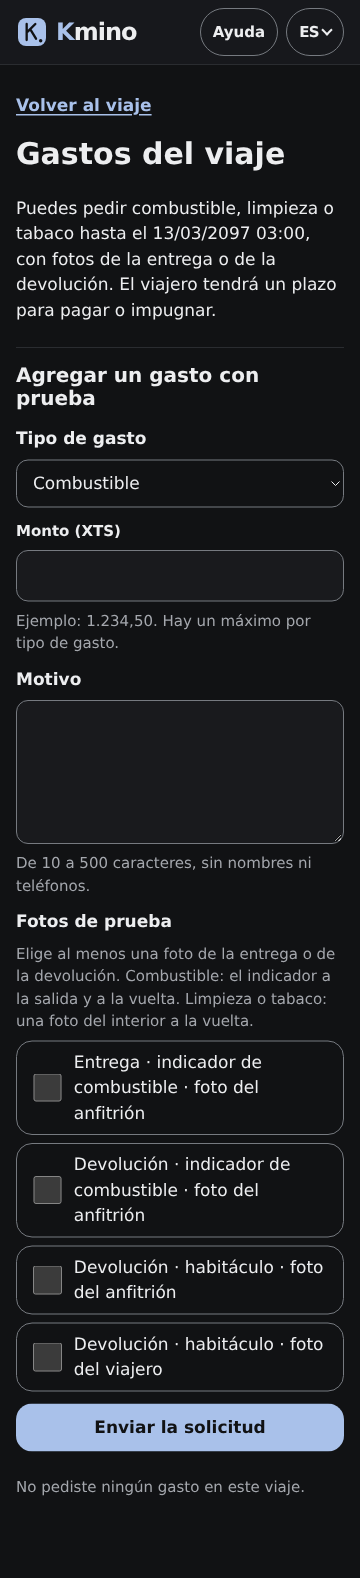 K. Kmino
Ayuda
ES
Volver al viaje
Gastos del viaje
Puedes pedir combustible, limpieza o
tabaco hasta el 13/03/2097 03:00,
con fotos de la entrega o de la
devolución. El viajero tendrá un plazo
para pagar o impugnar.
Agregar un gasto con
prueba
Tipo de gasto
Combustible
Monto (XTS)
Ejemplo: 1.234,50. Hay un máximo por
tipo de gasto.
Motivo
De 10 a 500 caracteres, sin nombres ni
teléfonos.
Fotos de prueba
Elige al menos una foto de la entrega o de
la devolución. Combustible: el indicador a
la salida y a la vuelta. Limpieza o tabaco:
una foto del interior a la vuelta.
Entrega · indicador de
combustible · foto del
anfitrión
Devolución · indicador de
combustible · foto del
anfitrión
Devolución · habitáculo · foto
del anfitrión
Devolución · habitáculo · foto
del viajero
Enviar la solicitud
No pediste ningún gasto en este viaje.